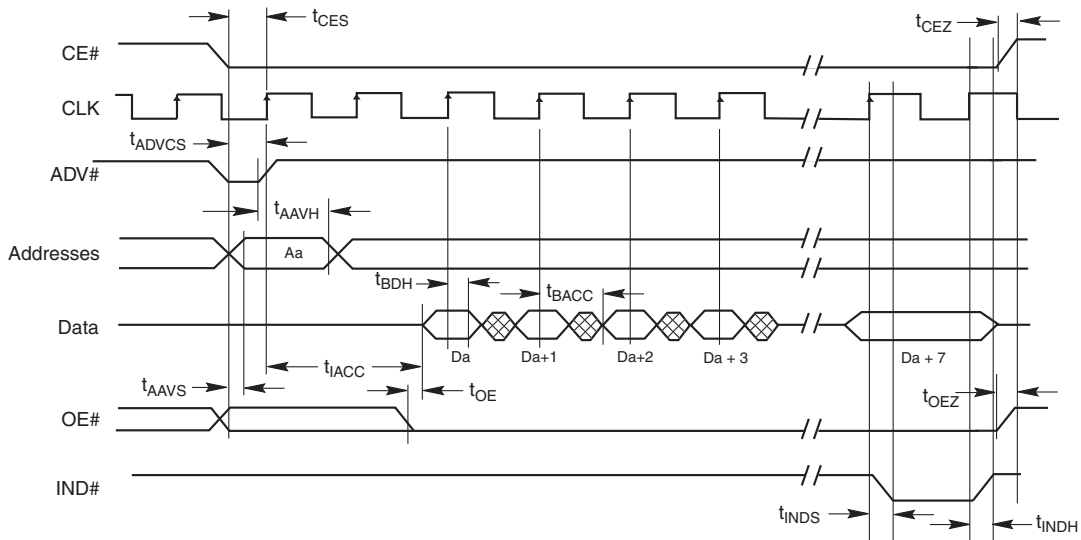 tCES
tCEZ
CE#
CLK
tADVCS
ADV#
tAAVH
Addresses
Aa
tBDH
tBACC
Data
Da
Da+1
Da+2
Da + 3
Da + 7
tIACC
tAAVS
tOE
tOEZ
OE#
IND#
tINDS
tINDH